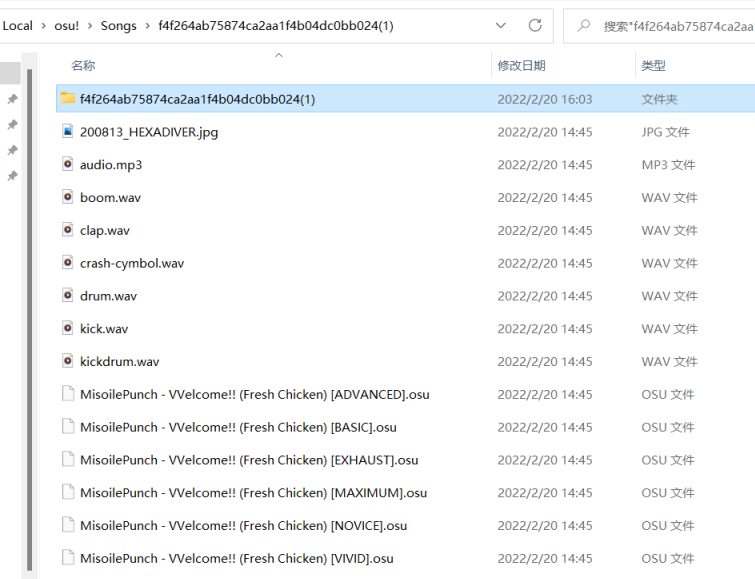 Local › osu! › Songs › f4f264ab75874ca2aa1f4b04dc0bb024(1)
搜索"f4f264ab75874ca2aa
名称 修改日期 类型
f4f264ab75874ca2aa1f4b04dc0bb024(1) 2022/2/20 16:03 文件夹
200813_HEXADIVER.jpg 2022/2/20 14:45 JPG 文件
audio.mp3 2022/2/20 14:45 MP3 文件
boom.wav 2022/2/20 14:45 WAV 文件
clap.wav 2022/2/20 14:45 WAV 文件
crash-cymbol.wav 2022/2/20 14:45 WAV 文件
drum.wav 2022/2/20 14:45 WAV 文件
kick.wav 2022/2/20 14:45 WAV 文件
kickdrum.wav 2022/2/20 14:45 WAV 文件
MisoilePunch - VVelcome!! (Fresh Chicken) [ADVANCED].osu 2022/2/20 14:45 OSU 文件
MisoilePunch - VVelcome!! (Fresh Chicken) [BASIC].osu 2022/2/20 14:45 OSU 文件
MisoilePunch - VVelcome!! (Fresh Chicken) [EXHAUST].osu 2022/2/20 14:45 OSU 文件
MisoilePunch - VVelcome!! (Fresh Chicken) [MAXIMUM].osu 2022/2/20 14:45 OSU 文件
MisoilePunch - VVelcome!! (Fresh Chicken) [NOVICE].osu 2022/2/20 14:45 OSU 文件
MisoilePunch - VVelcome!! (Fresh Chicken) [VIVID].osu 2022/2/20 14:45 OSU 文件